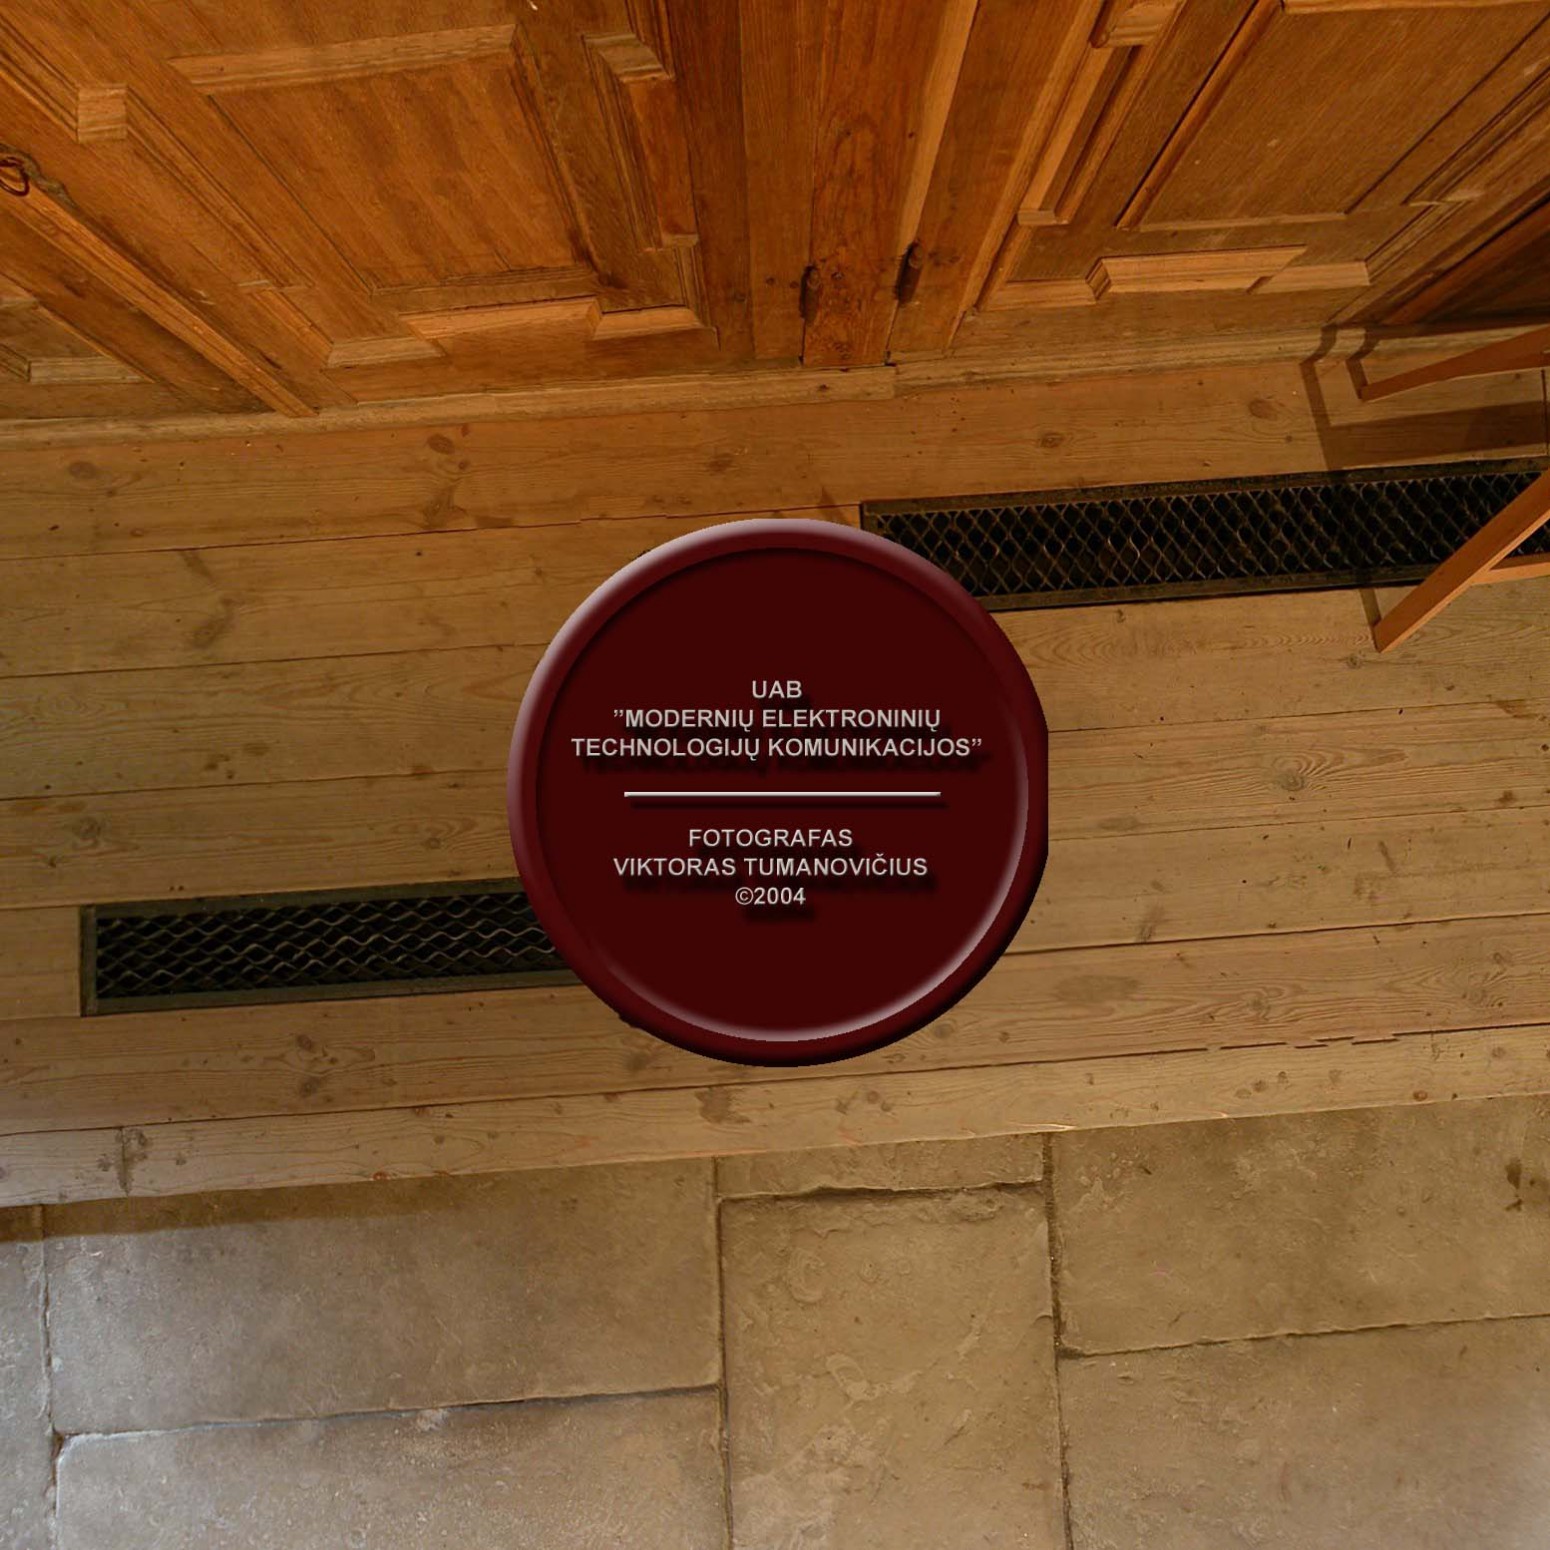 UAB
”MODERNIŲ ELEKTRONINIŲ
TECHNOLOGIJŲ KOMUNIKACIJOS”
FOTOGRAFAS
VIKTORAS TUMANOVIČIUS
©2004